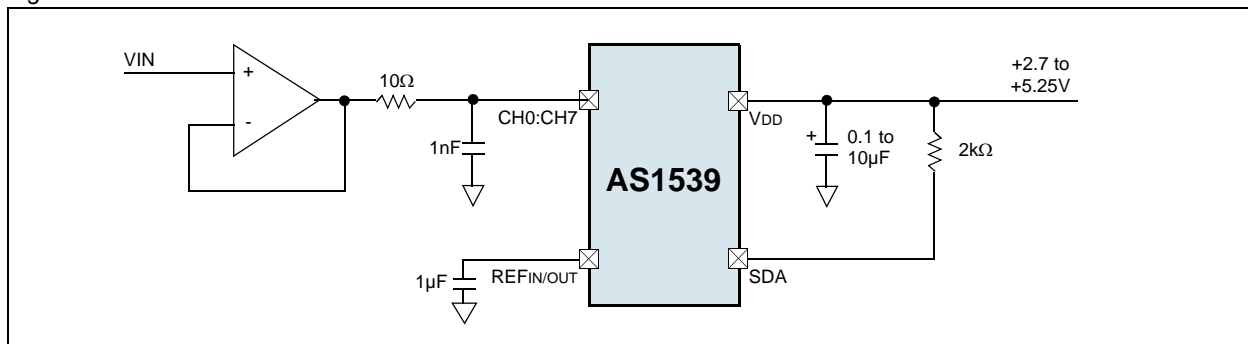 VIN
+
-
10Ω
1nF
CH0:CH7
AS1539
REFIN/OUT
1µF
VDD
+
0.1 to
10µF
2kΩ
SDA
+2.7 to
+5.25V